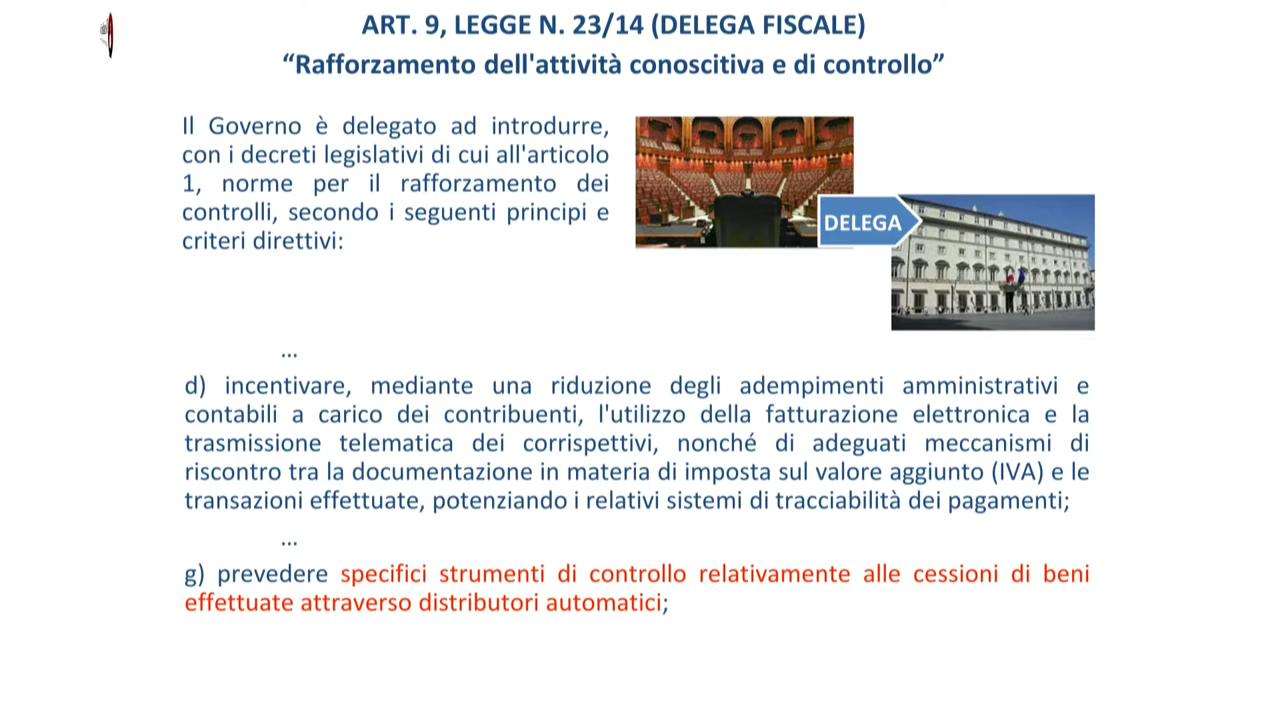 ART. 9, LEGGE N. 23/14 (DELEGA FISCALE)
“Rafforzamento dell'attività conoscitiva e di controllo”
Il Governo è delegato ad introdurre,
con i decreti legislativi di cui all'articolo
1, norme per il rafforzamento dei
controlli, secondo i seguenti principi e
criteri direttivi:
DELEGA
...
d) incentivare, mediante una riduzione degli adempimenti amministrativi e
contabili a carico dei contribuenti, l'utilizzo della fatturazione elettronica e la
trasmissione telematica dei corrispettivi, nonché di adeguati meccanismi di
riscontro tra la documentazione in materia di imposta sul valore aggiunto (IVA) e le
transazioni effettuate, potenziando i relativi sistemi di tracciabilità dei pagamenti;
...
g) prevedere specifici strumenti di controllo relativamente alle cessioni di beni
effettuate attraverso distributori automatici;